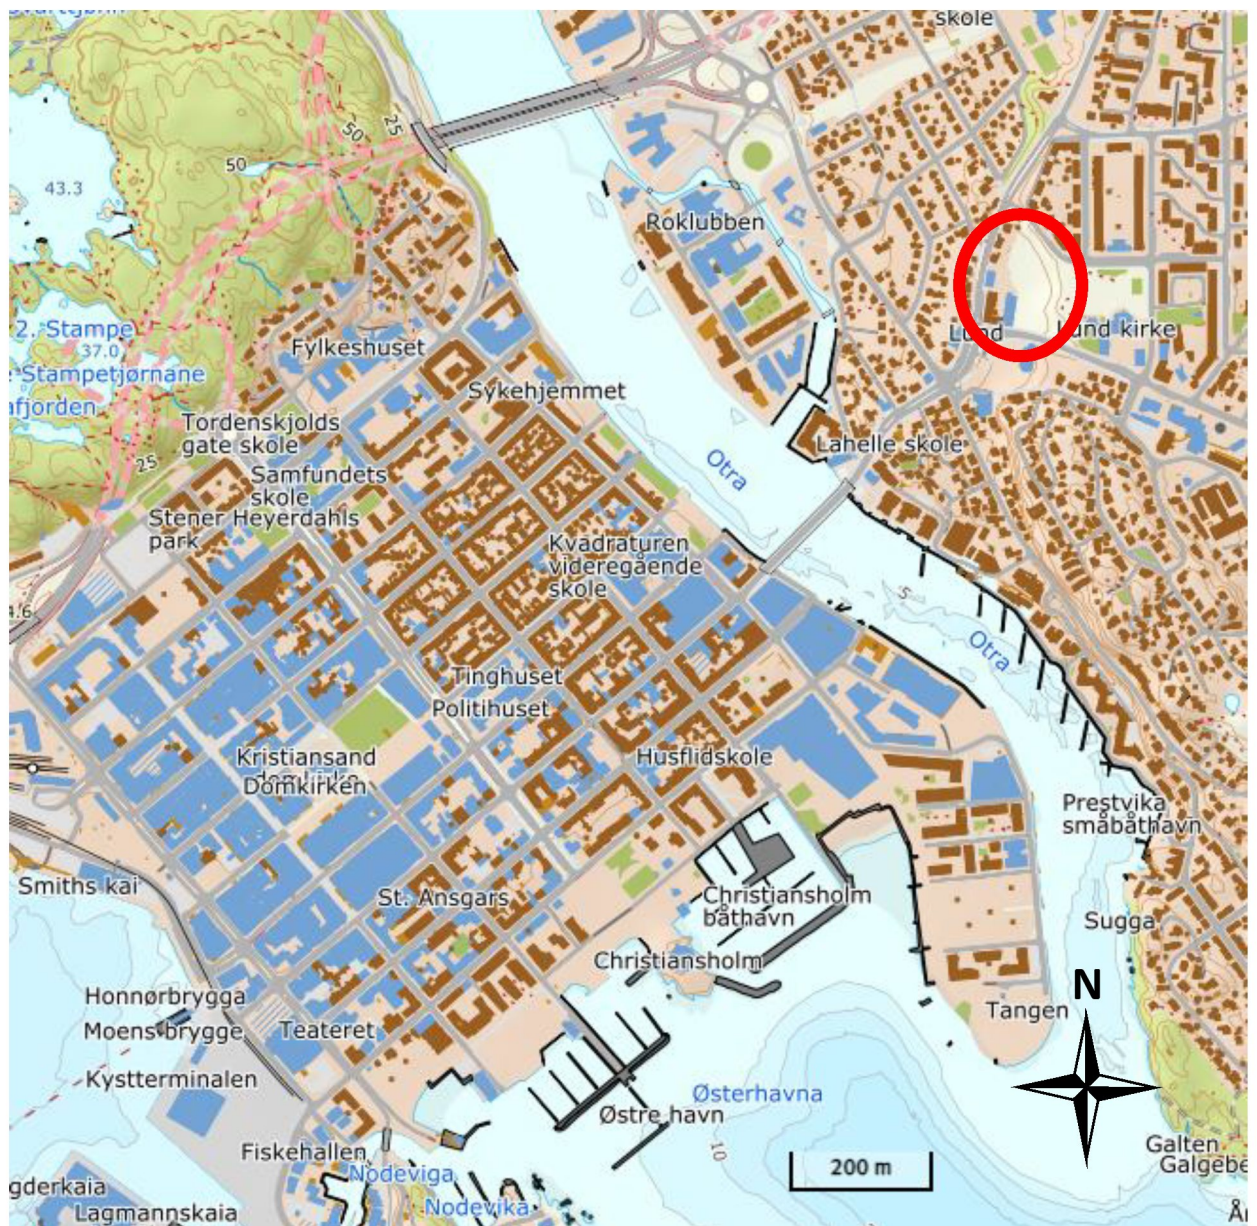 skole
50
25
50
43.3
Roklubben
2. Stampe
37.0
Stampetjørnane
Fylkeshuset
Lund
Lund kirke
Sykehjemmet
Tordenskjolds
gate skole
Lahelle skole
25
Samfundets
skole
Otra
Stener Heyerdahls
park
Kvadraturen
videregående
skole
5
Otra
Tinghuset
Politihuset
Kristiansand
domkirken
Domkirken
Husflidskole
Prestvika
småbåthavn
Smiths kai
St. Ansgars
Christiansholm
båthavn
Sugga
Christiansholm
N
Honnørbrygga
Tangen
Moens brygge
Teateret
Kystterminalen
Østerhavna
Østre havn
10
Galten
Fiskehallen
200 m
Nodeviga
gderkaia
Nodevika
Lagmannskaia